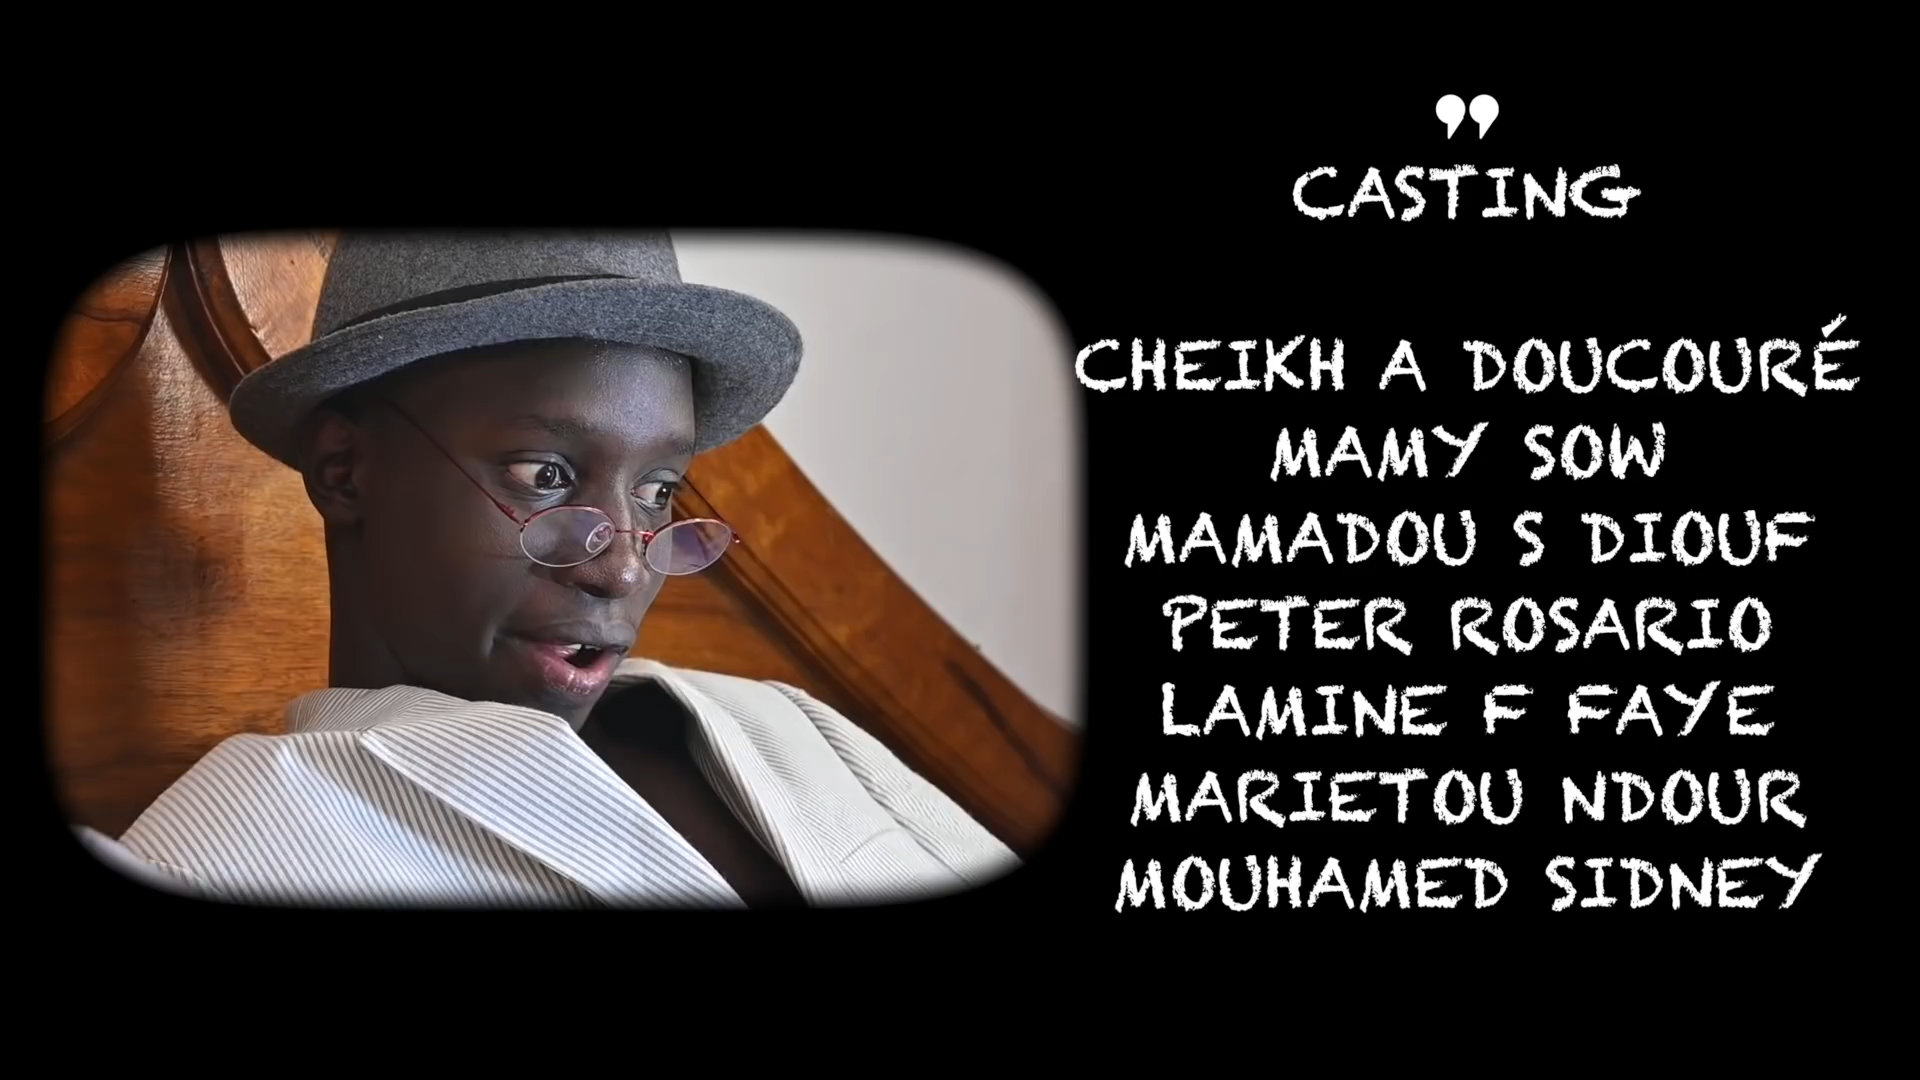 ❞
CASTING
CHEIKH A DOUCOURÉ
MAMY SOW
MAMADOU S DIOUF
PETER ROSARIO
LAMINE F FAYE
MARIETOU NDOUR
MOUHAMED SIDNEY